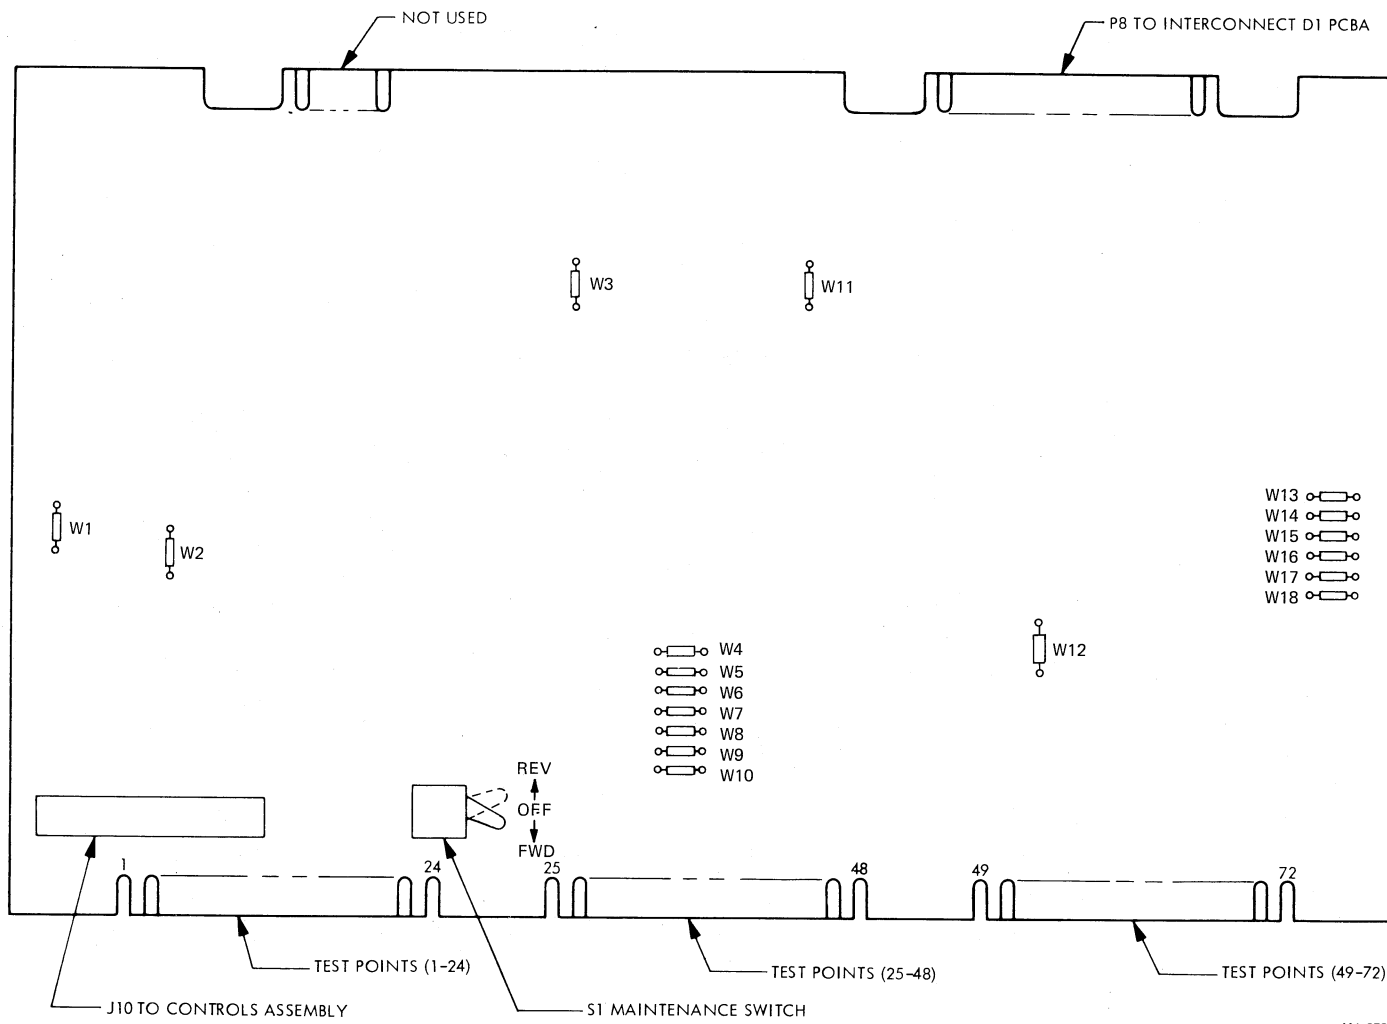 NOT USED
P8 TO INTERCONNECT D1 PCBA
W3
W11
W1
W2
W13
W14
W15
W16
W17
W18
W12
W4
W5
W6
W7
W8
W9
W10
REV
OFF
FWD
1
24
25
48
49
72
TEST POINTS (1-24)
TEST POINTS (25-48)
TEST POINTS (49-72)
J10 TO CONTROLS ASSEMBLY
S1 MAINTENANCE SWITCH